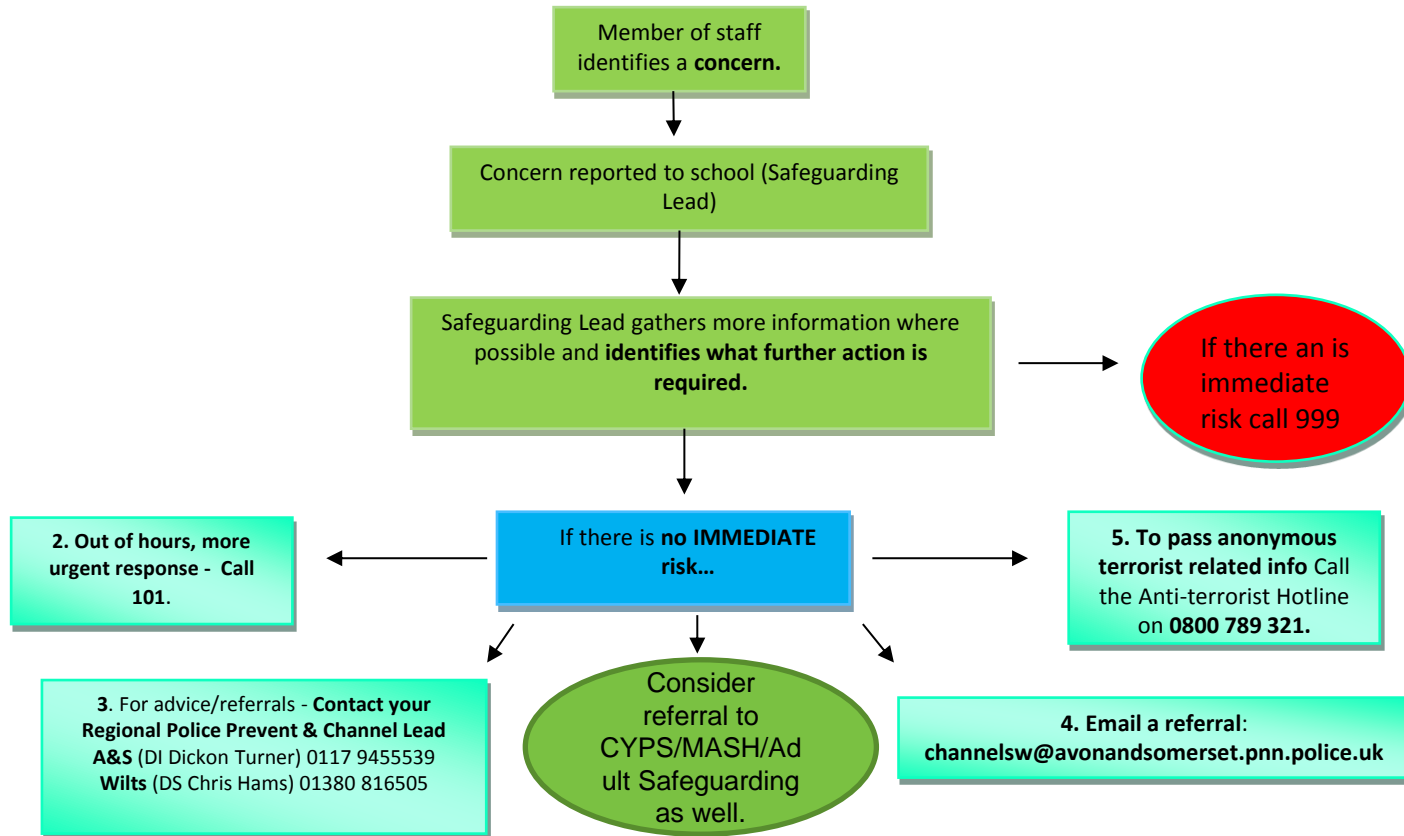 Member of staff
identifies a concern.
Concern reported to school (Safeguarding
Lead)
Safeguarding Lead gathers more information where
possible and identifies what further action is
required.
If there an is
immediate
risk call 999
If there is no IMMEDIATE
risk...
2. Out of hours, more
urgent response - Call
101.
5. To pass anonymous
terrorist related info Call
the Anti-terrorist Hotline
on 0800 789 321.
3. For advice/referrals - Contact your
Regional Police Prevent & Channel Lead
A&S (DI Dickon Turner) 0117 9455539
Wilts (DS Chris Hams) 01380 816505
Consider
referral to
CYPS/MASH/Ad
ult Safeguarding
as well.
4. Email a referral:
channelsw@avonandsomerset.pnn.police.uk